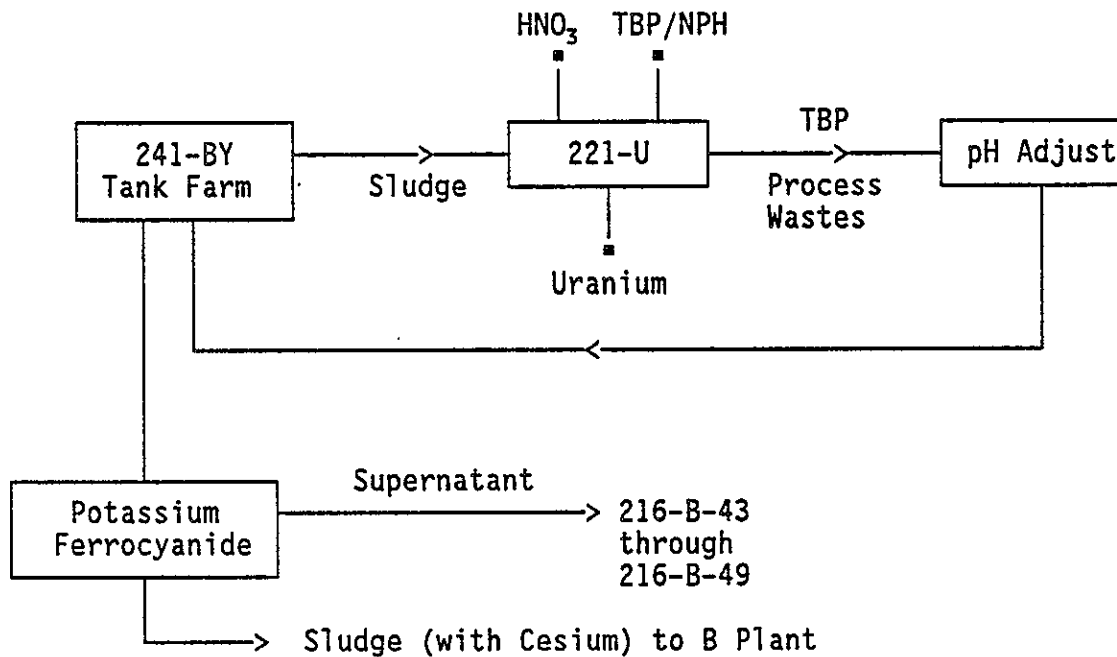 HNO3 TBP/NPH
241-BY
Tank Farm
Sludge
221-U
TBP
Process
Wastes
pH Adjust
Uranium
Potassium
Ferrocyanide
Supernatant
216-B-43
through
216-B-49
Sludge (with Cesium) to B Plant